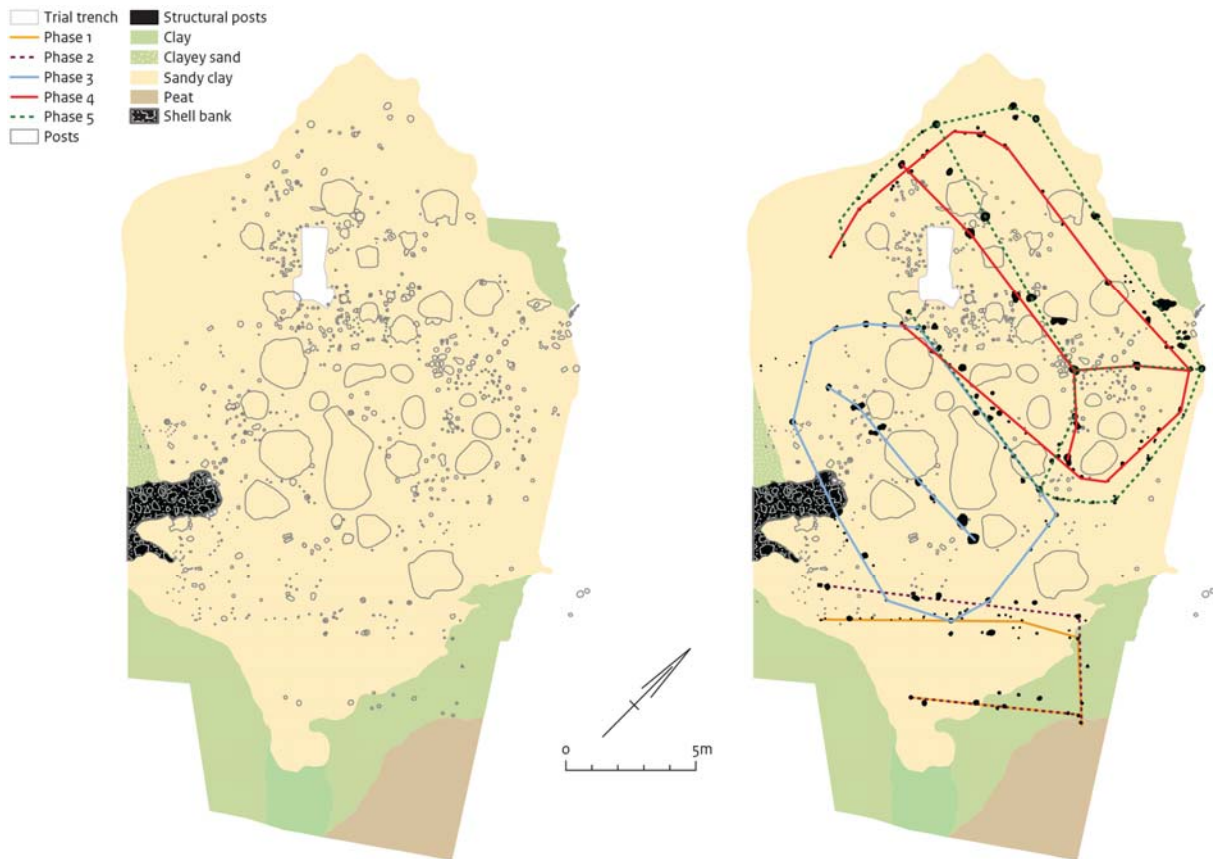 Trial trench
Phase 1
Phase 2
Phase 3
Phase 4
Phase 5
Posts
Structural posts
Clay
Clayey sand
Sandy clay
Peat
Shell bank
0 5m